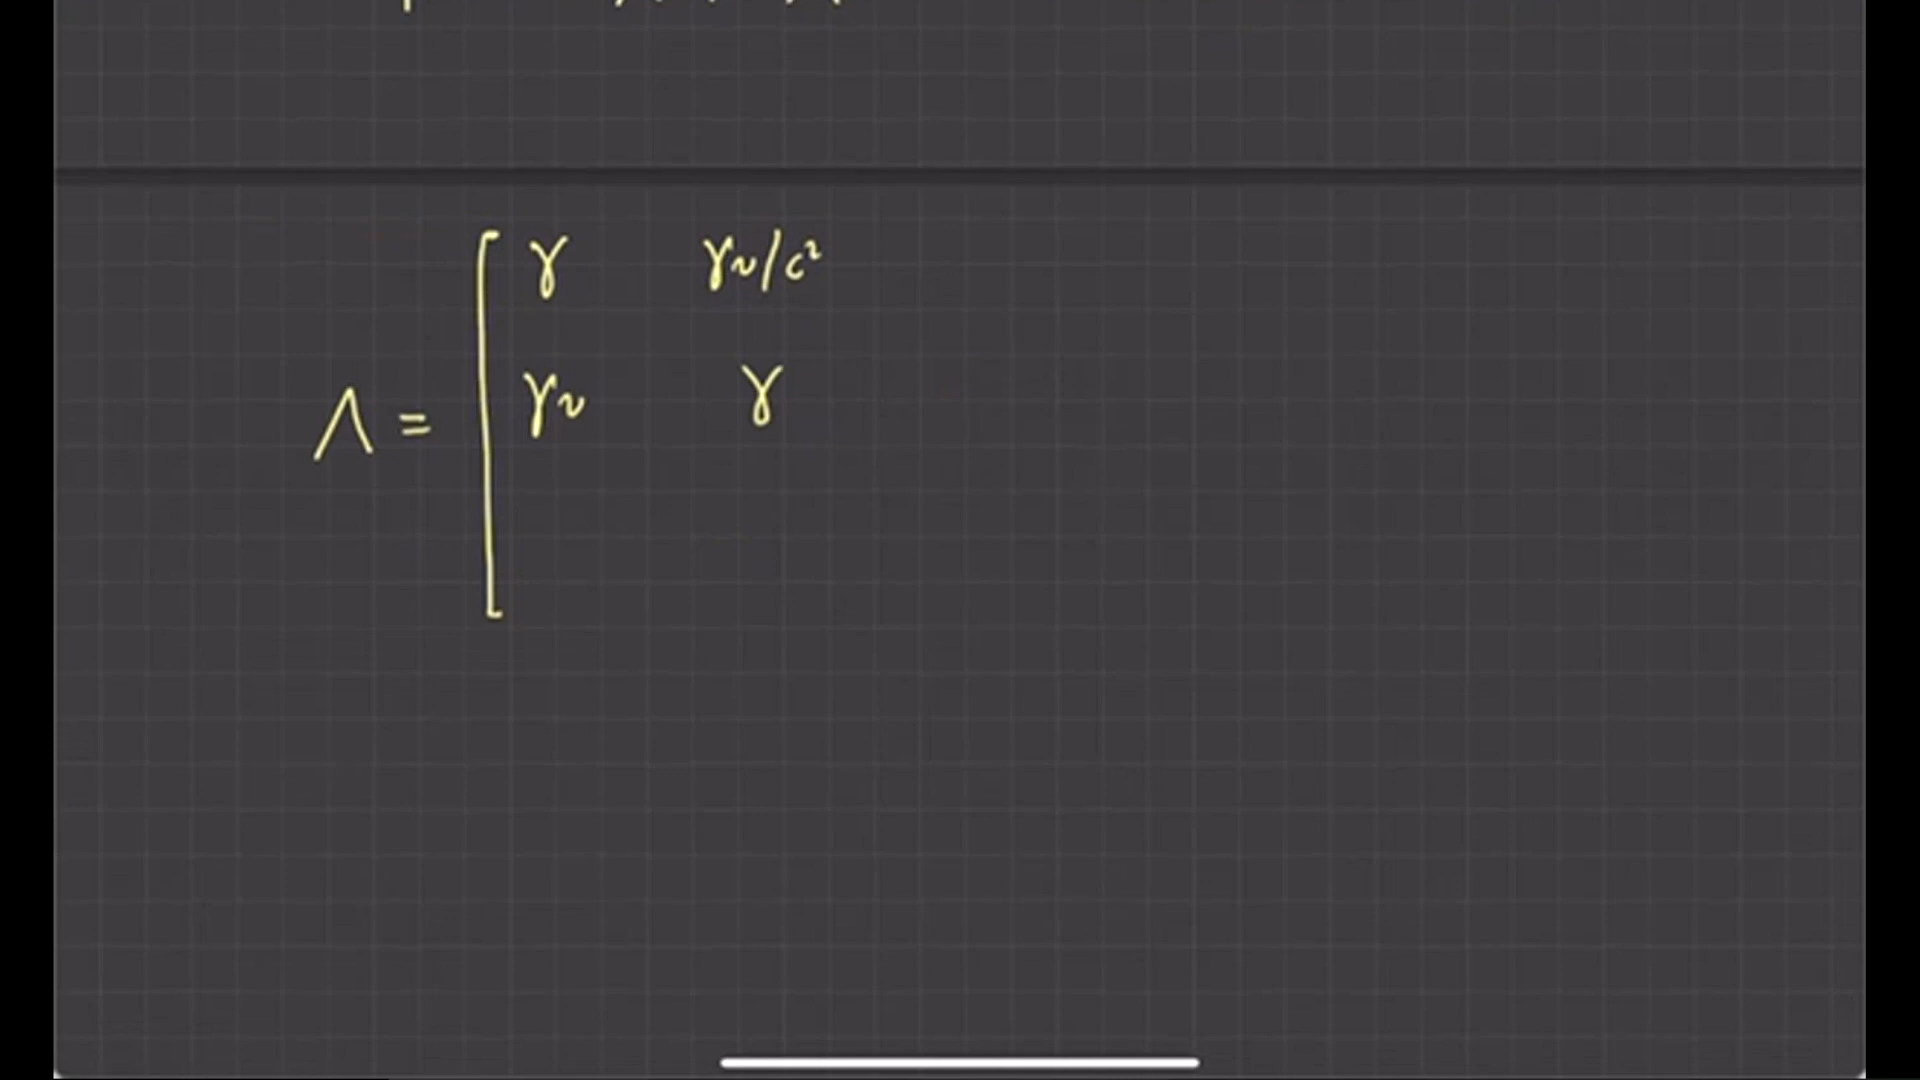 γ γv/c²
Λ = [ γv γ